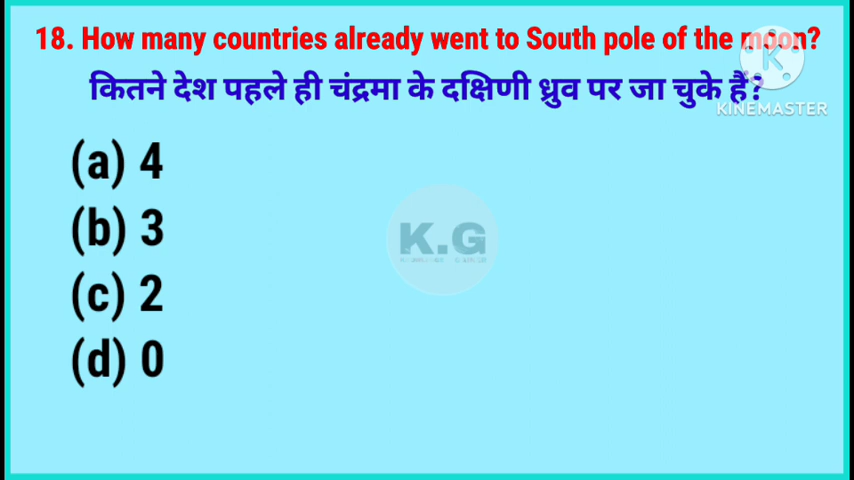 18. How many countries already went to South pole of the moon?
कितने देश पहले ही चंद्रमा के दक्षिणी ध्रुव पर जा चुके हैं?
KINEMASTER
(a) 4
(b) 3
K.G
(c) 2
(d) 0